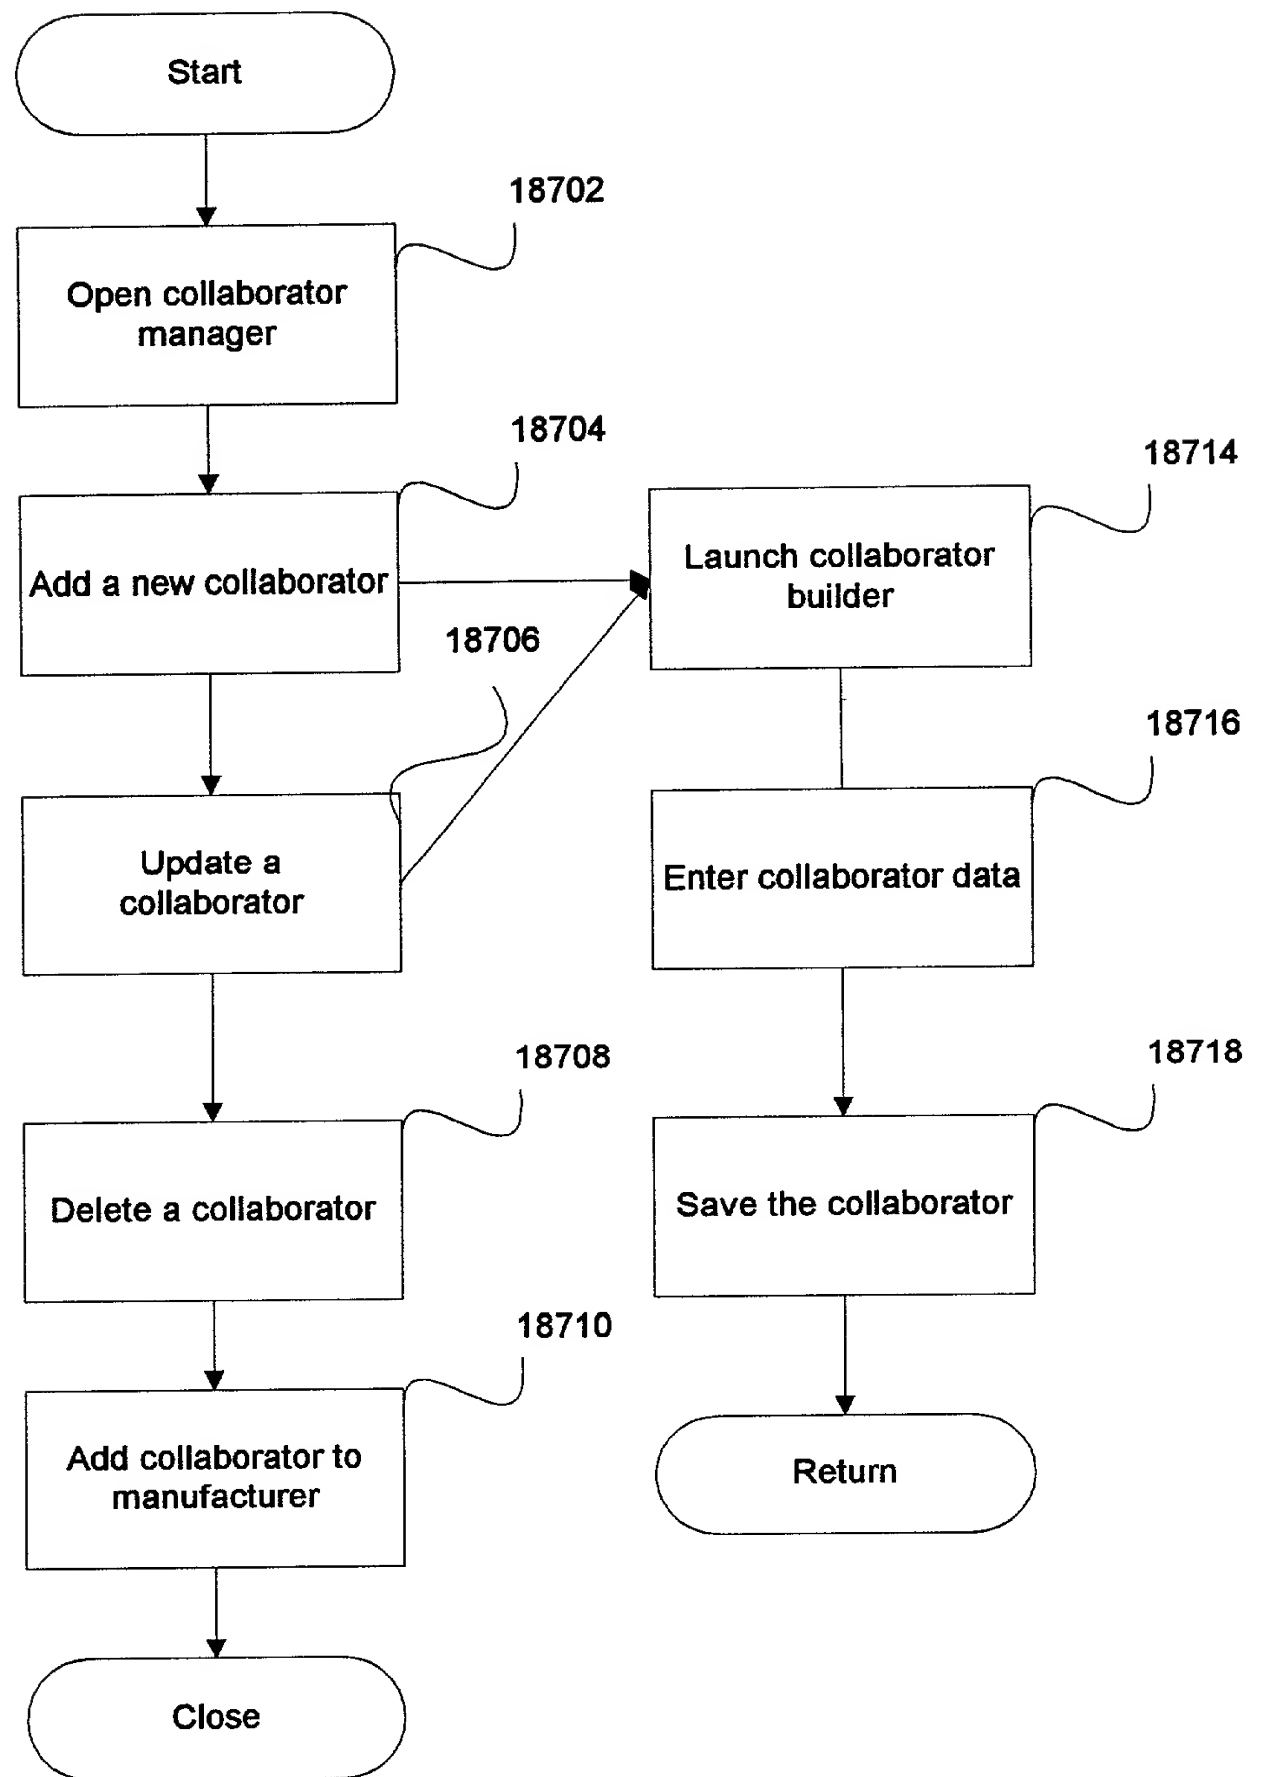 Start
18702
Open collaborator
manager
18704
Add a new collaborator
18706
Update a
collaborator
18708
Delete a collaborator
18710
Add collaborator to
manufacturer
Close
18714
Launch collaborator
builder
18716
Enter collaborator data
18718
Save the collaborator
Return